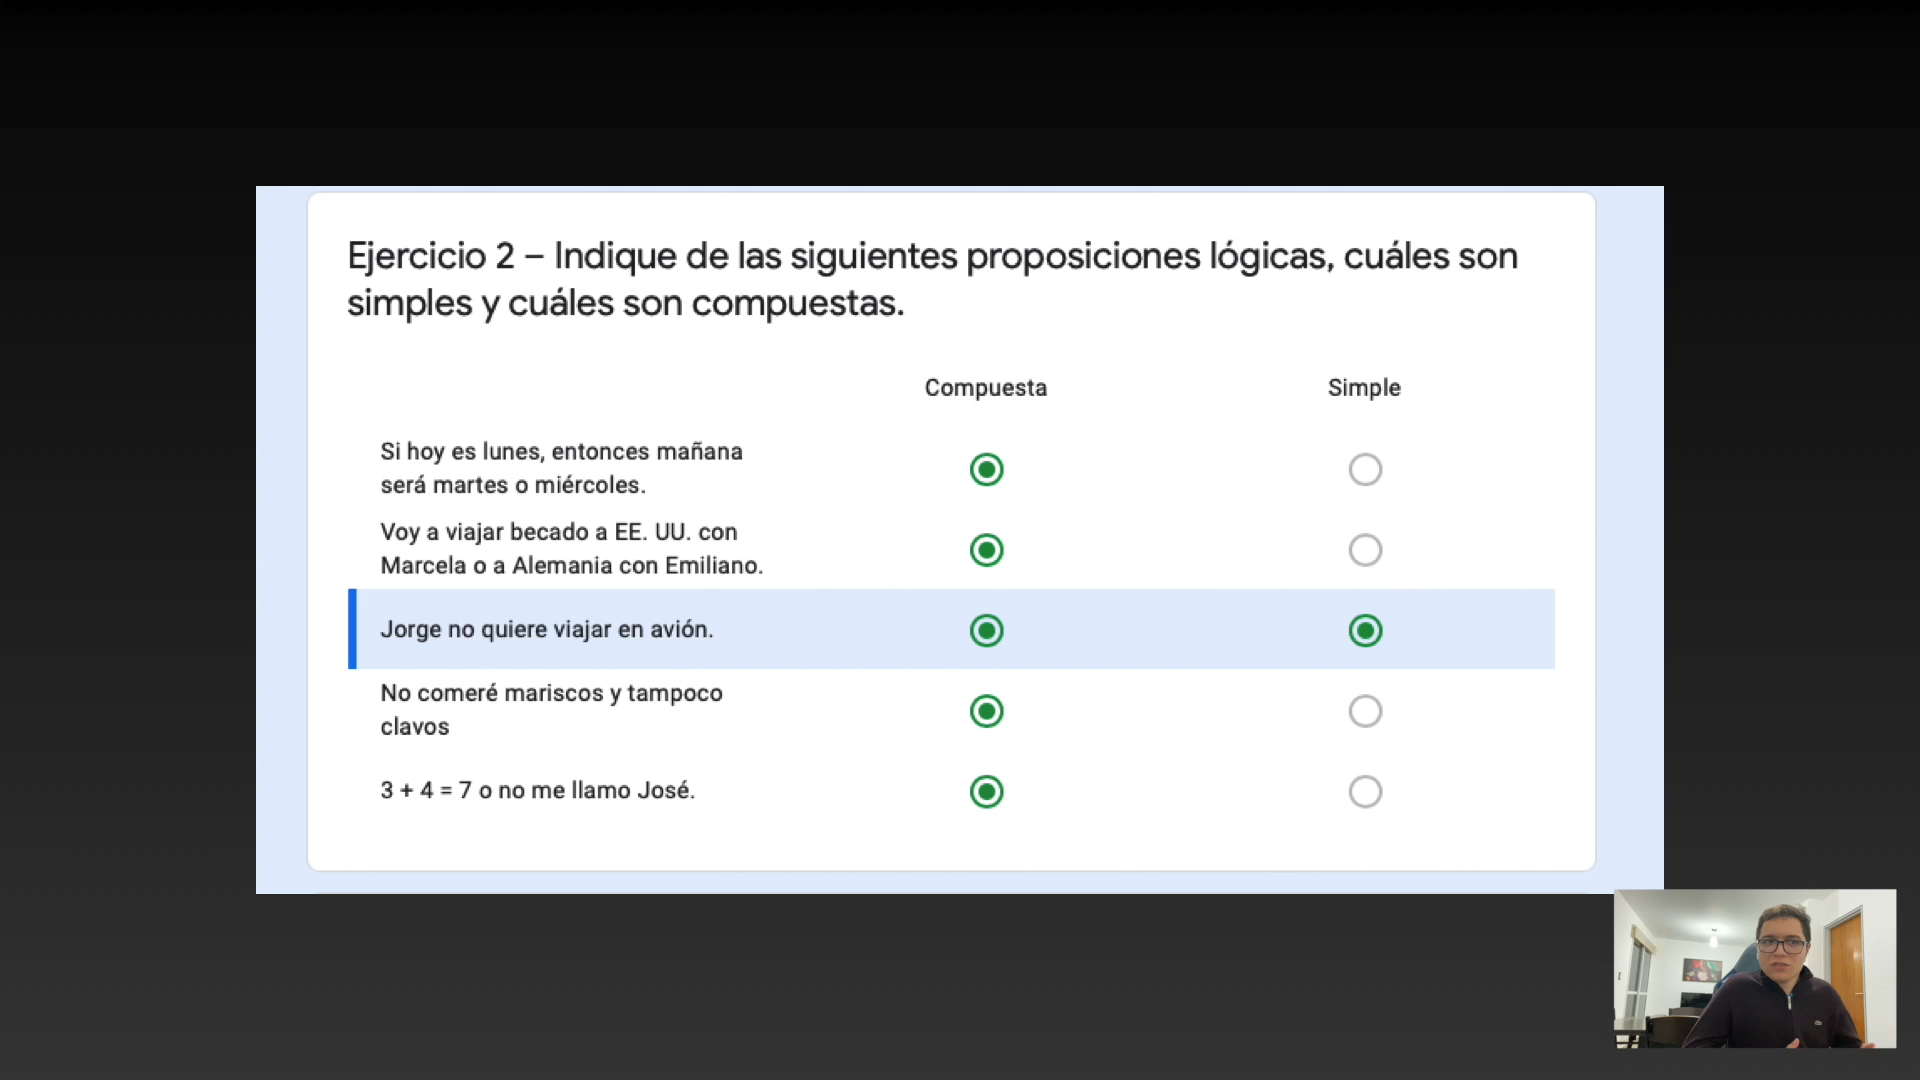 Ejercicio 2 – Indique de las siguientes proposiciones lógicas, cuáles son
simples y cuáles son compuestas.
Compuesta Simple
Si hoy es lunes, entonces mañana
será martes o miércoles.
Voy a viajar becado a EE. UU. con
Marcela o a Alemania con Emiliano.
Jorge no quiere viajar en avión.
No comeré mariscos y tampoco
clavos
3 + 4 = 7 o no me llamo José.